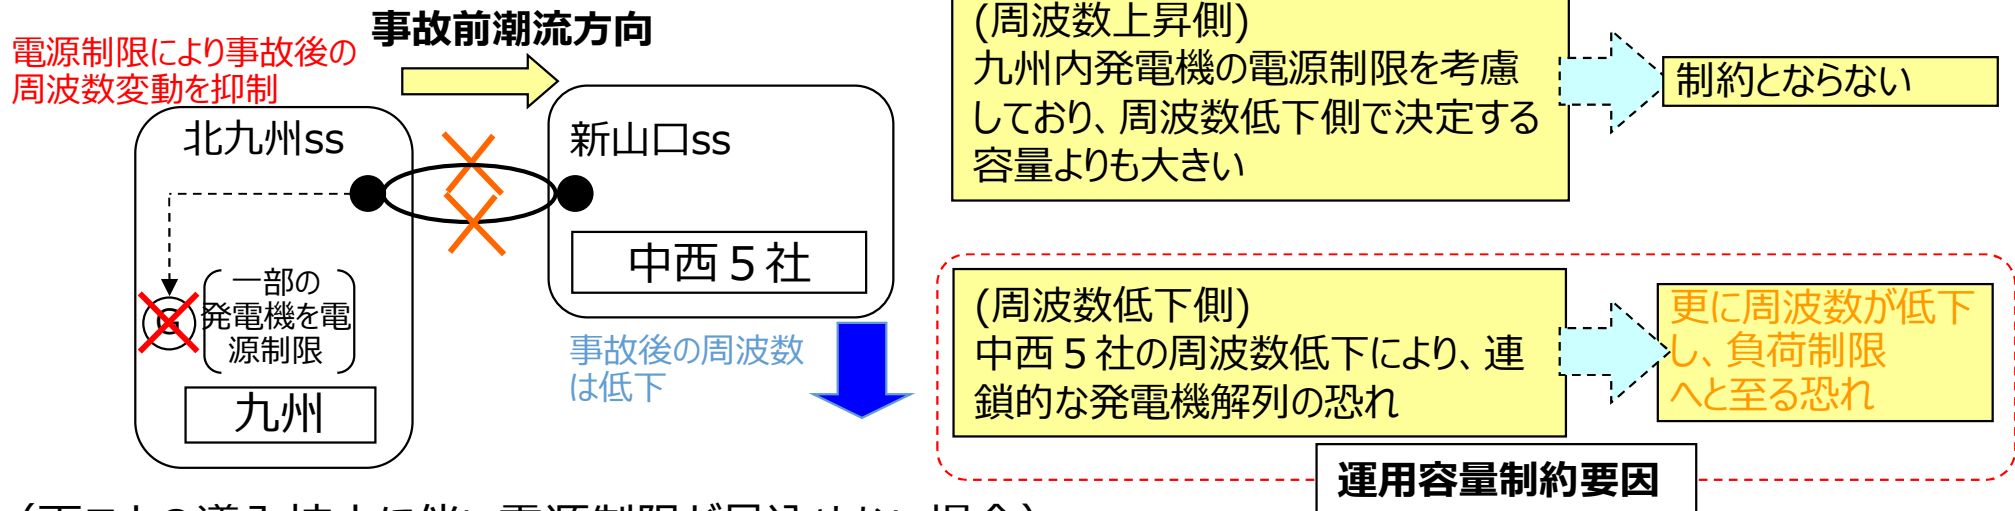 事故前潮流方向
電源制限により事故後の
周波数変動を抑制
北九州ss
新山口ss
中西５社
一部の
発電機を電
源制限
九州
事故後の周波数
は低下
(周波数上昇側)
九州内発電機の電源制限を考慮
しており、周波数低下側で決定する
容量よりも大きい
制約とならない
(周波数低下側)
中西５社の周波数低下により、連
鎖的な発電機解列の恐れ
更に周波数が低下
し、負荷制限
へと至る恐れ
運用容量制約要因